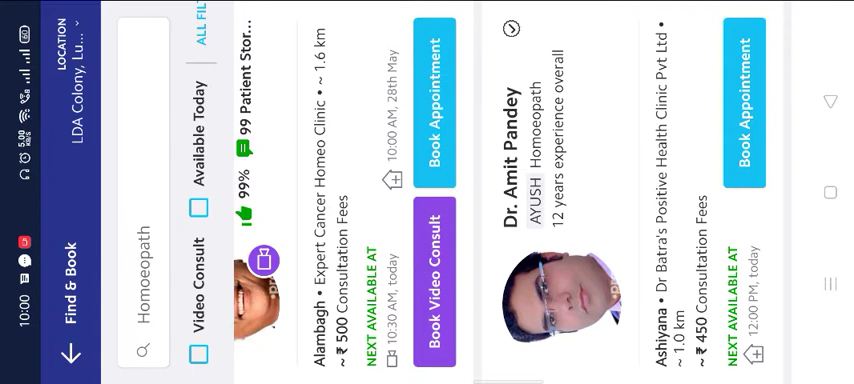 10:00
5.00 KB/S
60
Find & Book
LOCATION
LDA Colony, Lu...
Homoeopath
Video Consult
Available Today
ALL FIL
99% 99 Patient Stor...
Alambagh • Expert Cancer Homeo Clinic • ~ 1.6 km
~ ₹ 500 Consultation Fees
NEXT AVAILABLE AT
10:30 AM, today
10:00 AM, 28th May
Book Video Consult
Book Appointment
Dr. Amit Pandey
AYUSH Homoeopath
12 years experience overall
Ashiyana • Dr Batra's Positive Health Clinic Pvt Ltd •
~ 1.0 km
~ ₹ 450 Consultation Fees
NEXT AVAILABLE AT
12:00 PM, today
Book Appointment